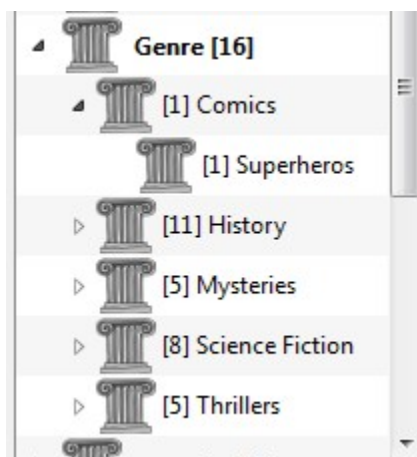 Genre [16]
[1] Comics
[1] Superheros
[11] History
[5] Mysteries
[8] Science Fiction
[5] Thrillers